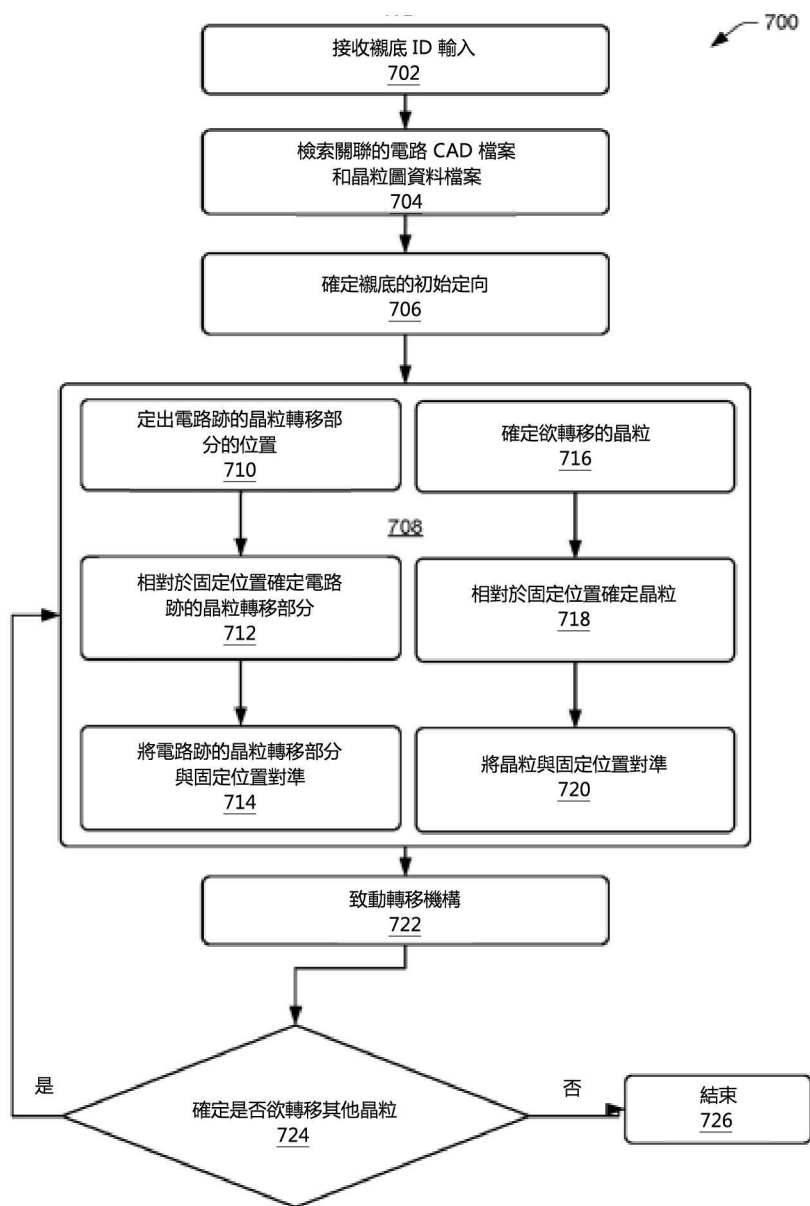 700
接收襯底 ID 輸入
702
檢索關聯的電路 CAD 檔案
和晶粒圖資料檔案
704
確定襯底的初始定向
706
定出電路跡的晶粒轉移部
分的位置
710
確定欲轉移的晶粒
716
708
相對於固定位置確定電路
跡的晶粒轉移部分
712
相對於固定位置確定晶粒
718
將電路跡的晶粒轉移部分
與固定位置對準
714
將晶粒與固定位置對準
720
致動轉移機構
722
確定是否欲轉移其他晶粒
724
是
否
結束
726